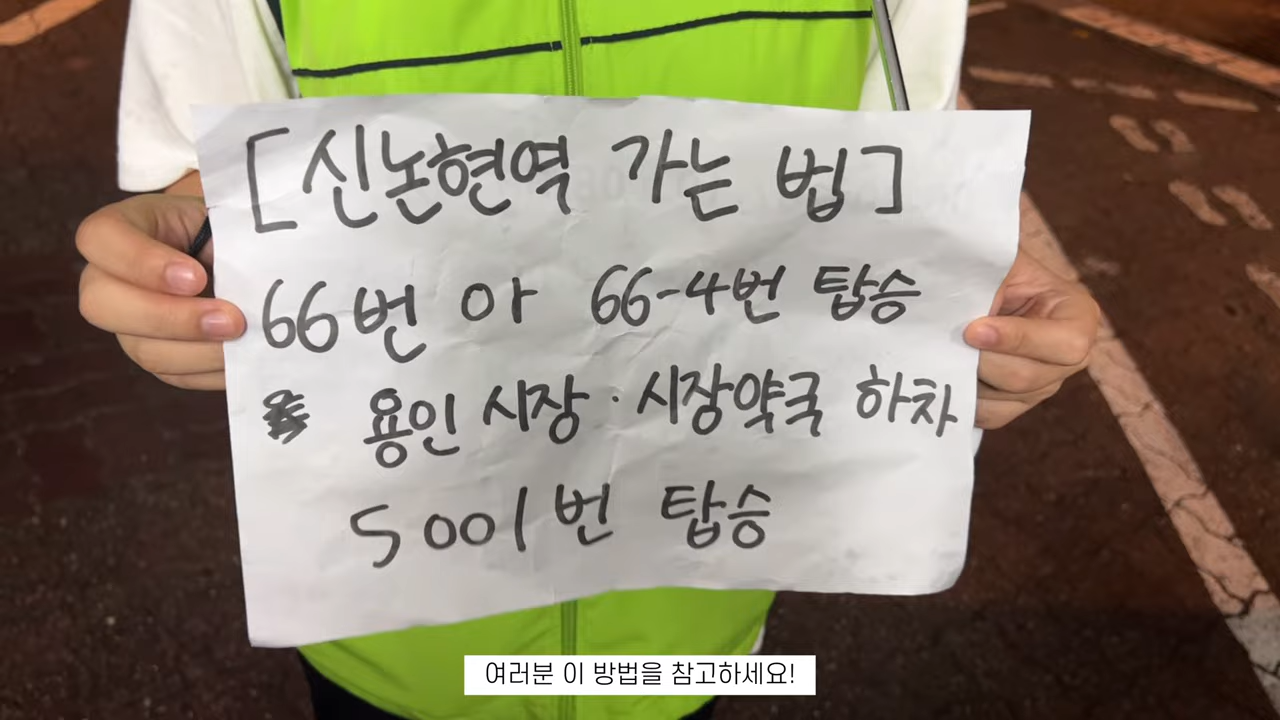 [신논현역 가는 법]
66번 아 66-4번 탑승
* 용인 시장·시장약국 하차
5001번 탑승
여러분 이 방법을 참고하세요!